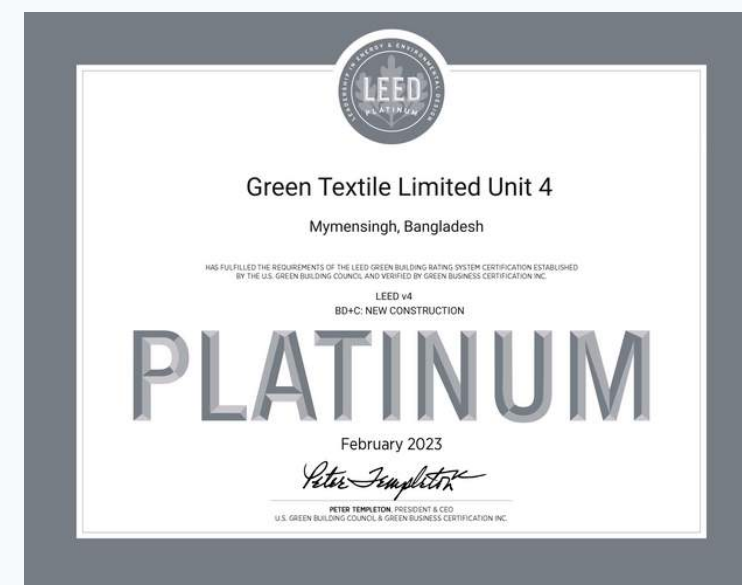 LEADERSHIP IN ENERGY & ENVIRONMENTAL DESIGN
LEED
PLATINUM
Green Textile Limited Unit 4
Mymensingh, Bangladesh
HAS FULFILLED THE REQUIREMENTS OF THE LEED GREEN BUILDING RATING SYSTEM CERTIFICATION ESTABLISHED
BY THE U.S. GREEN BUILDING COUNCIL AND VERIFIED BY GREEN BUSINESS CERTIFICATION INC.
LEED v4
BD+C: NEW CONSTRUCTION
PLATINUM
February 2023
Peter Templeton
PETER TEMPLETON, PRESIDENT & CEO
U.S. GREEN BUILDING COUNCIL & GREEN BUSINESS CERTIFICATION INC.